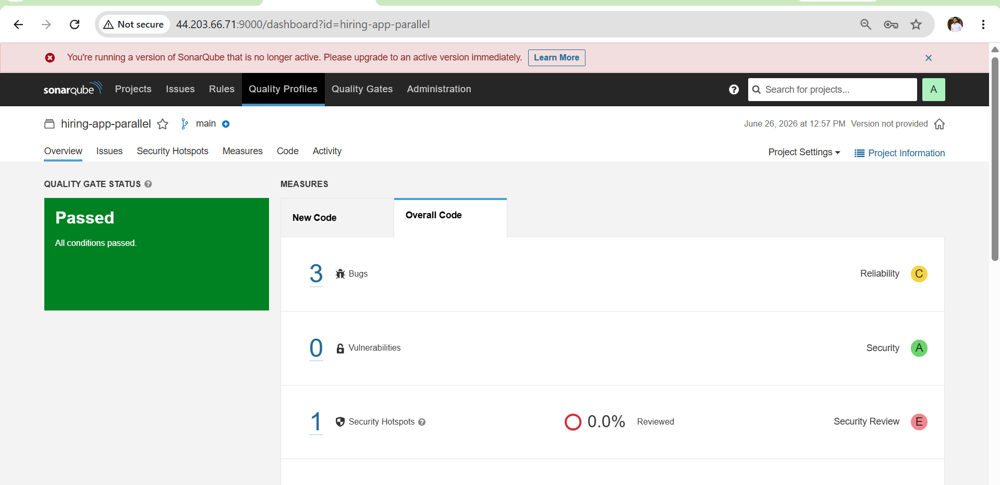 Not secure 44.203.66.71:9000/dashboard?id=hiring-app-parallel
You're running a version of SonarQube that is no longer active. Please upgrade to an active version immediately. Learn More
sonarqube Projects Issues Rules Quality Profiles Quality Gates Administration ? Search for projects... A
hiring-app-parallel main June 26, 2026 at 12:57 PM Version not provided
Overview Issues Security Hotspots Measures Code Activity Project Settings Project Information
QUALITY GATE STATUS ?
MEASURES
Passed
All conditions passed.
New Code
Overall Code
3 Bugs Reliability C
0 Vulnerabilities Security A
1 Security Hotspots ? 0.0% Reviewed Security Review E